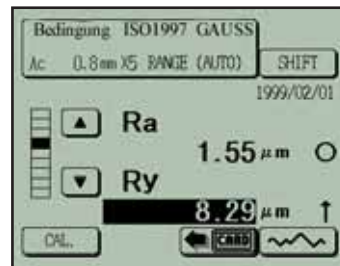 Bedingung ISO1997 GAUSS
λc 0.8mm X5 RANGE (AUTO) SHIFT
1999/02/01
Ra
1.55 μm
Ry
8.29 μm ↑
CAL. CARD